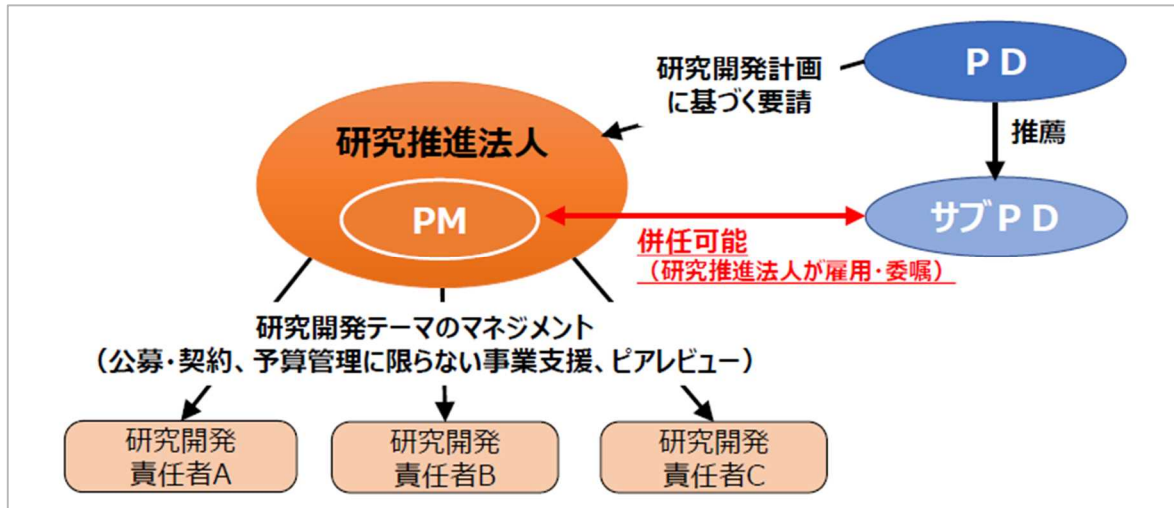 PD
研究開発計画
に基づく要請
推薦
研究推進法人
PM
サブPD
併任可能
（研究推進法人が雇用・委嘱）
研究開発テーマのマネジメント
（公募・契約、予算管理に限らない事業支援、ピアレビュー）
研究開発
責任者A
研究開発
責任者B
研究開発
責任者C